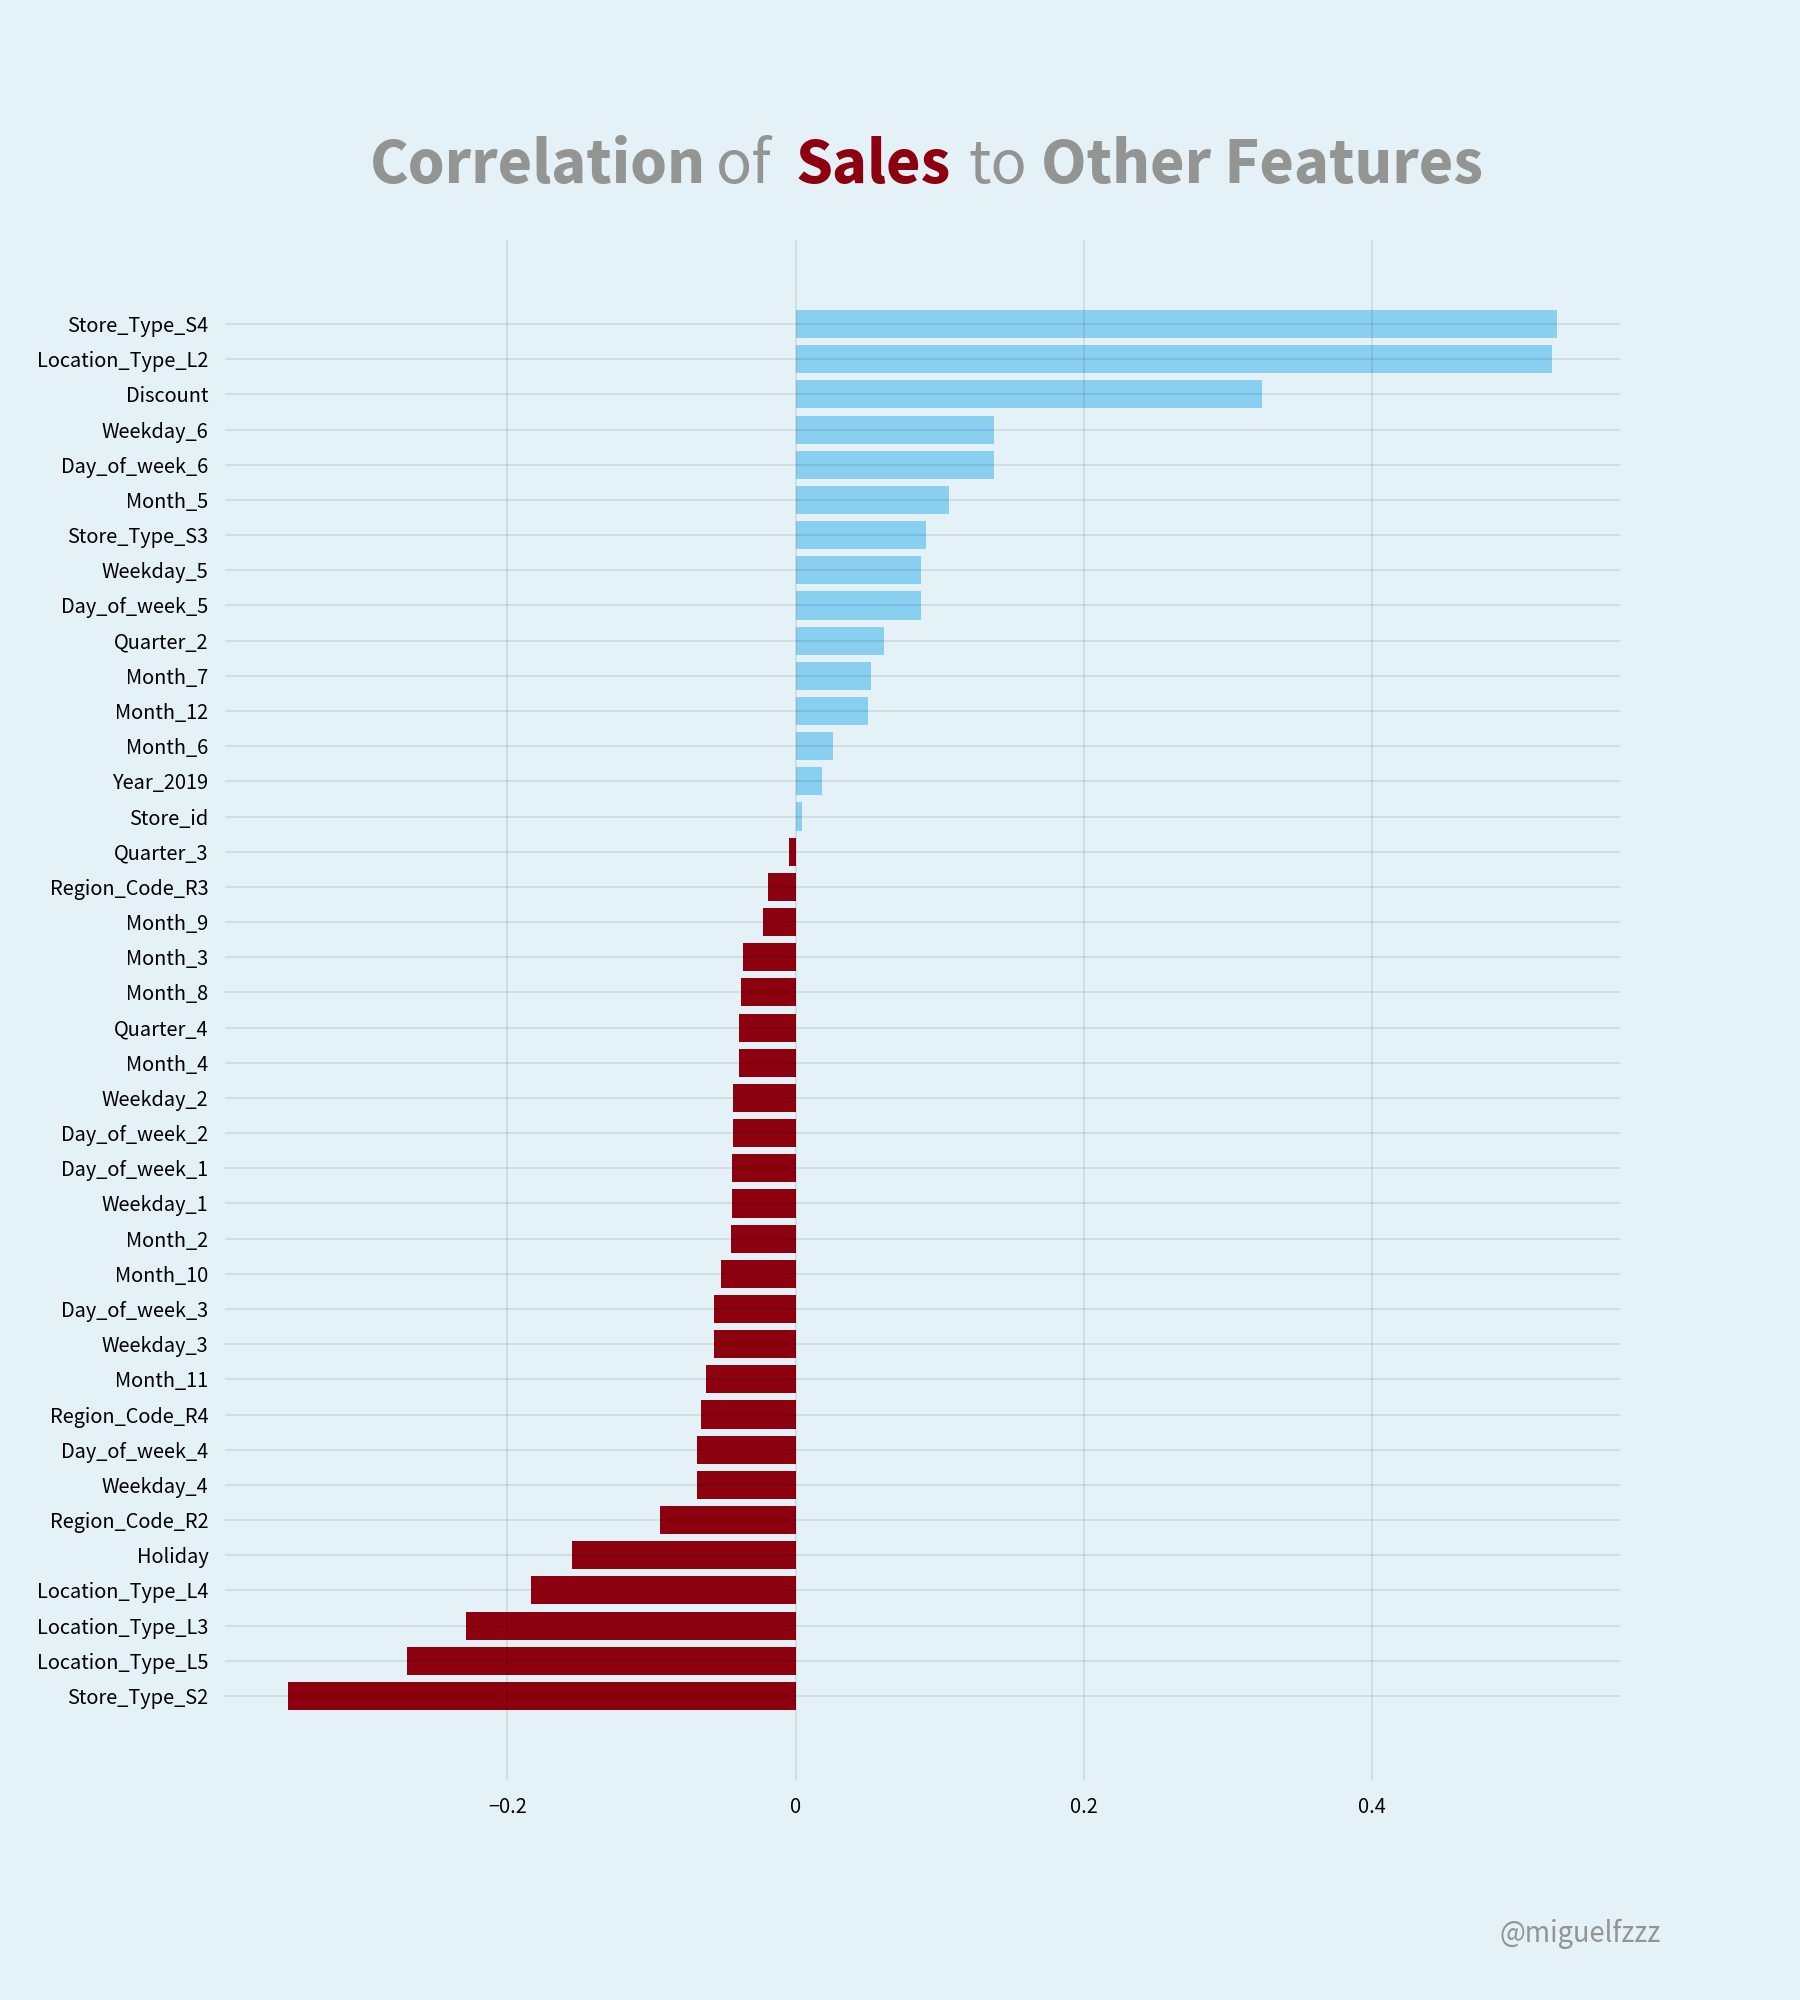 Correlation of Sales to Other Features
Store_Type_S4
Location_Type_L2
Discount
Weekday_6
Day_of_week_6
Month_5
Store_Type_S3
Weekday_5
Day_of_week_5
Quarter_2
Month_7
Month_12
Month_6
Year_2019
Store_id
Quarter_3
Region_Code_R3
Month_9
Month_3
Month_8
Quarter_4
Month_4
Weekday_2
Day_of_week_2
Day_of_week_1
Weekday_1
Month_2
Month_10
Day_of_week_3
Weekday_3
Month_11
Region_Code_R4
Day_of_week_4
Weekday_4
Region_Code_R2
Holiday
Location_Type_L4
Location_Type_L3
Location_Type_L5
Store_Type_S2
−0.2 0 0.2 0.4
@miguelfzzz